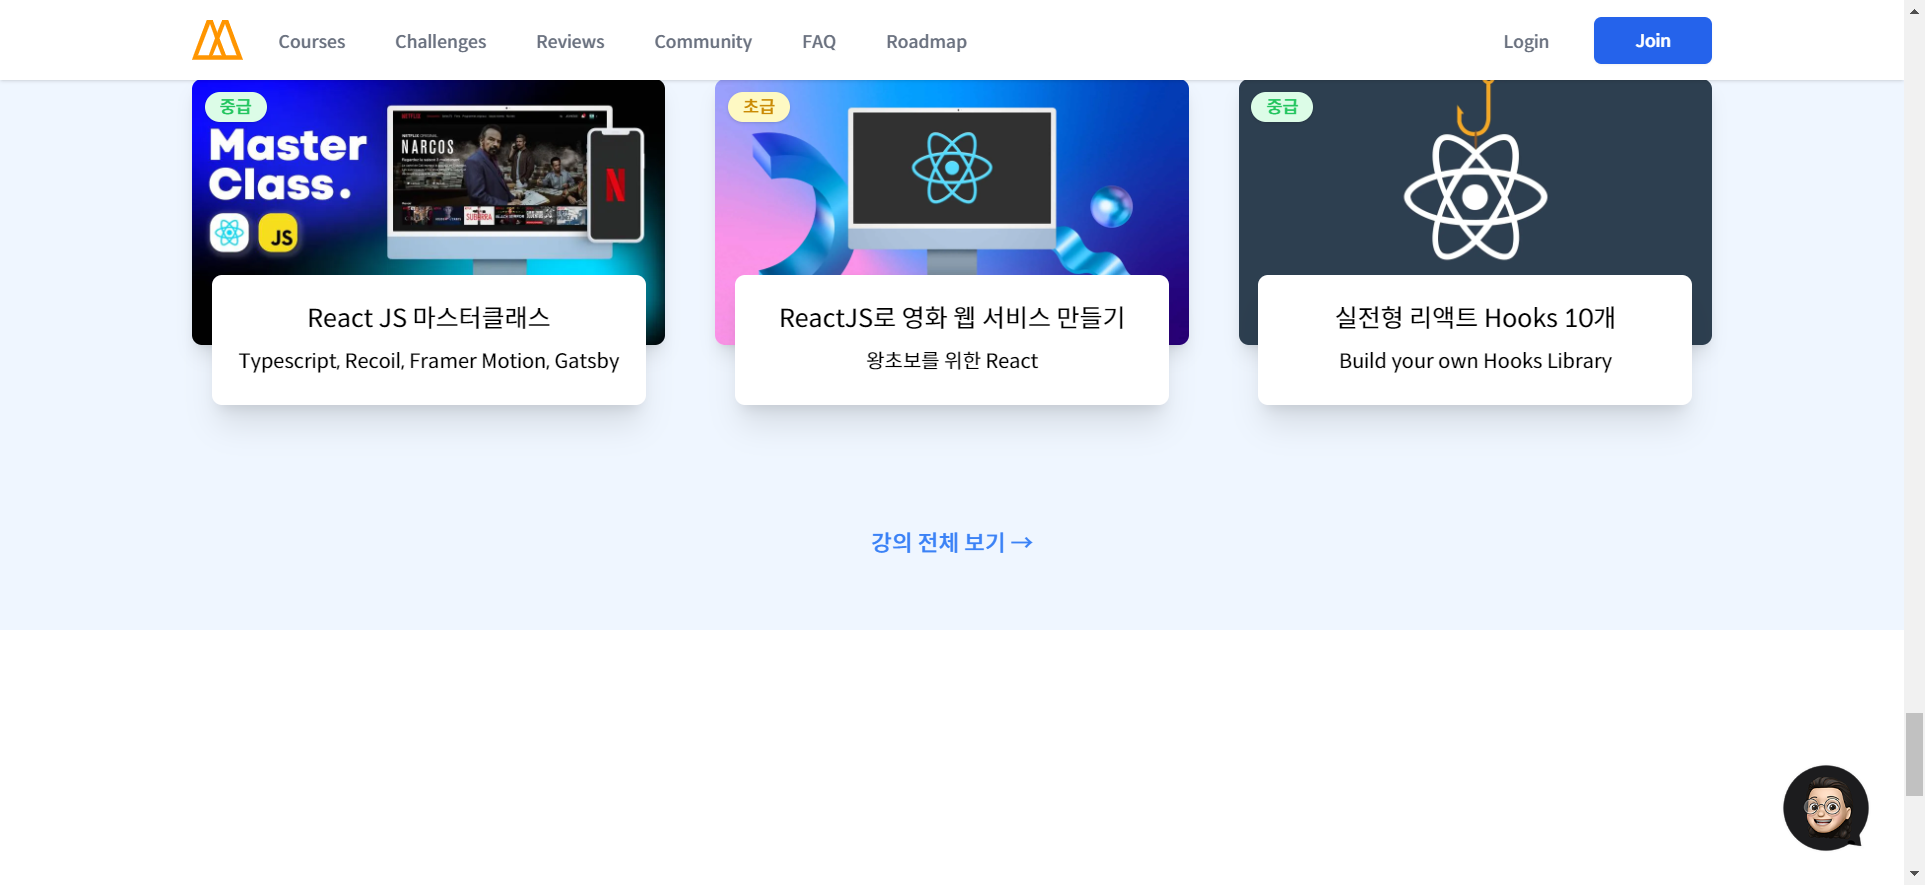 Courses Challenges Reviews Community FAQ Roadmap Login Join
중급
Master
Class.
JS
NETFLIX
NARCOS
N
React JS 마스터클래스
Typescript, Recoil, Framer Motion, Gatsby
초급
ReactJS로 영화 웹 서비스 만들기
왕초보를 위한 React
중급
실전형 리액트 Hooks 10개
Build your own Hooks Library
강의 전체 보기 →